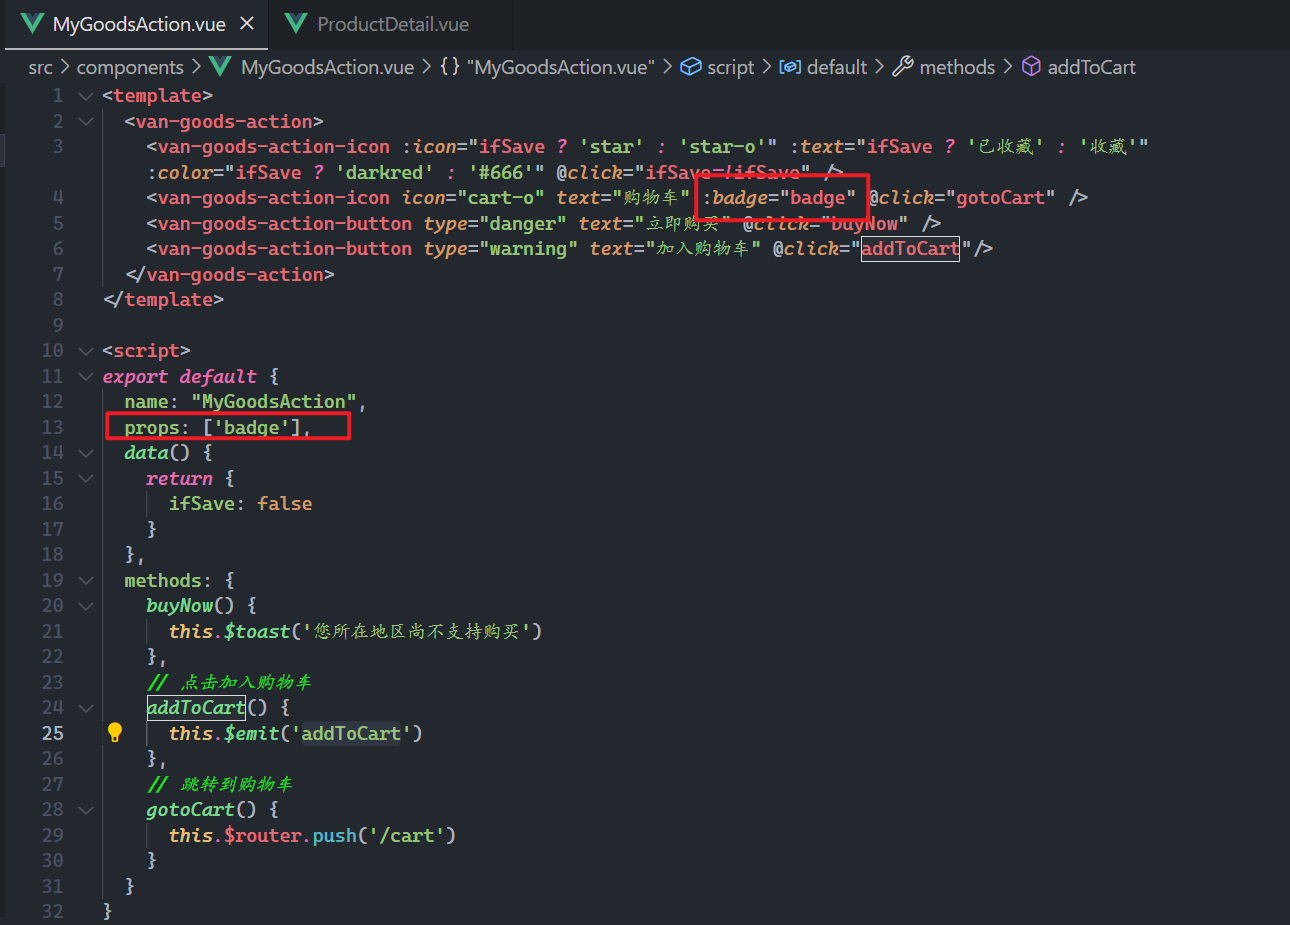 MyGoodsAction.vue ProductDetail.vue
src > components > MyGoodsAction.vue > {} "MyGoodsAction.vue" > script > default > methods > addToCart
1 <template>
2 <van-goods-action>
3 <van-goods-action-icon :icon="ifSave ? 'star' : 'star-o'" :text="ifSave ? '已收藏' : '收藏'"
:color="ifSave ? 'darkred' : '#666'" @click="ifSave=!ifSave" />
4 <van-goods-action-icon icon="cart-o" text="购物车" :badge="badge" @click="gotoCart" />
5 <van-goods-action-button type="danger" text="立即购买" @click="buyNow" />
6 <van-goods-action-button type="warning" text="加入购物车" @click="addToCart"/>
7 </van-goods-action>
8 </template>
9
10 <script>
11 export default {
12 name: "MyGoodsAction",
13 props: ['badge'],
14 data() {
15 return {
16 ifSave: false
17 }
18 },
19 methods: {
20 buyNow() {
21 this.$toast('您所在地区尚不支持购买')
22 },
23 // 点击加入购物车
24 addToCart() {
25 this.$emit('addToCart')
26 },
27 // 跳转到购物车
28 gotoCart() {
29 this.$router.push('/cart')
30 }
31 }
32 }